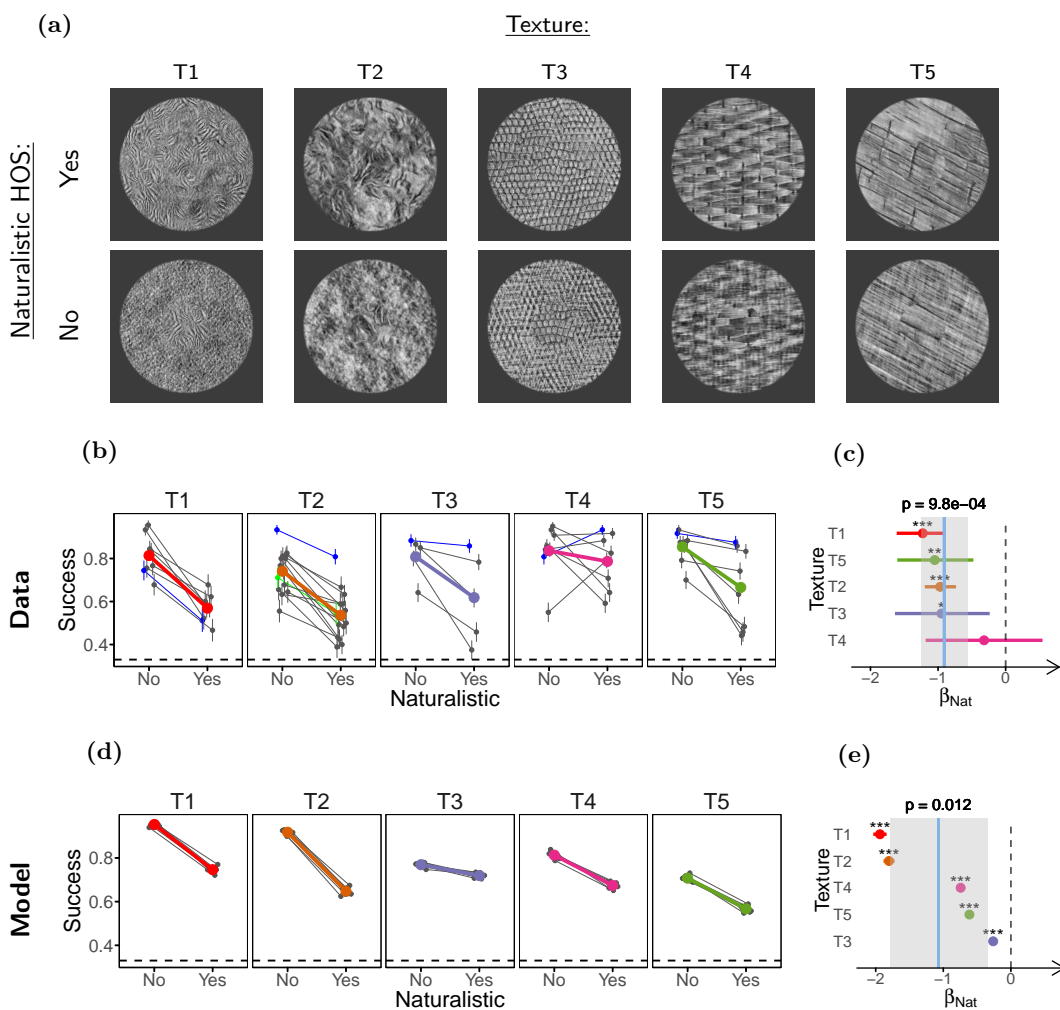 (a)
Texture:
T1 T2 T3 T4 T5
Naturalistic HOS:
Yes
No
(b)
Data
T1 T2 T3 T4 T5
Success
0.8
0.6
0.4
No Yes No Yes No Yes No Yes No Yes
Naturalistic
(c)
p = 9.8e−04
Texture
T1 ***
T5 **
T2 ***
T3 *
T4
−2 −1 0
βNat
(d)
Model
T1 T2 T3 T4 T5
Success
0.8
0.6
0.4
No Yes No Yes No Yes No Yes No Yes
Naturalistic
(e)
p = 0.012
Texture
T1 ***
T2 ***
T4 ***
T5 ***
T3 ***
−2 −1 0
βNat